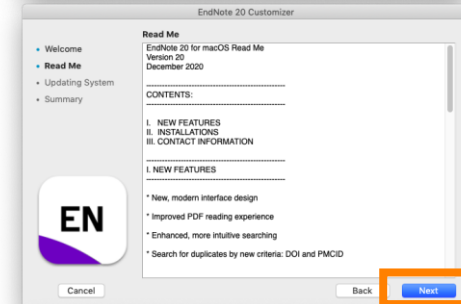 EndNote 20 Customizer
Read Me
• Welcome
• Read Me
• Updating System
• Summary
EndNote 20 for macOS Read Me
Version 20
December 2020
----------------------------------------------------
CONTENTS:
----------------------------------------------------
I. NEW FEATURES
II. INSTALLATIONS
III. CONTACT INFORMATION
----------------------------------------------------
I. NEW FEATURES
----------------------------------------------------
* New, modern interface design
* Improved PDF reading experience
* Enhanced, more intuitive searching
* Search for duplicates by new criteria: DOI and PMCID
EN
Cancel
Back
Next